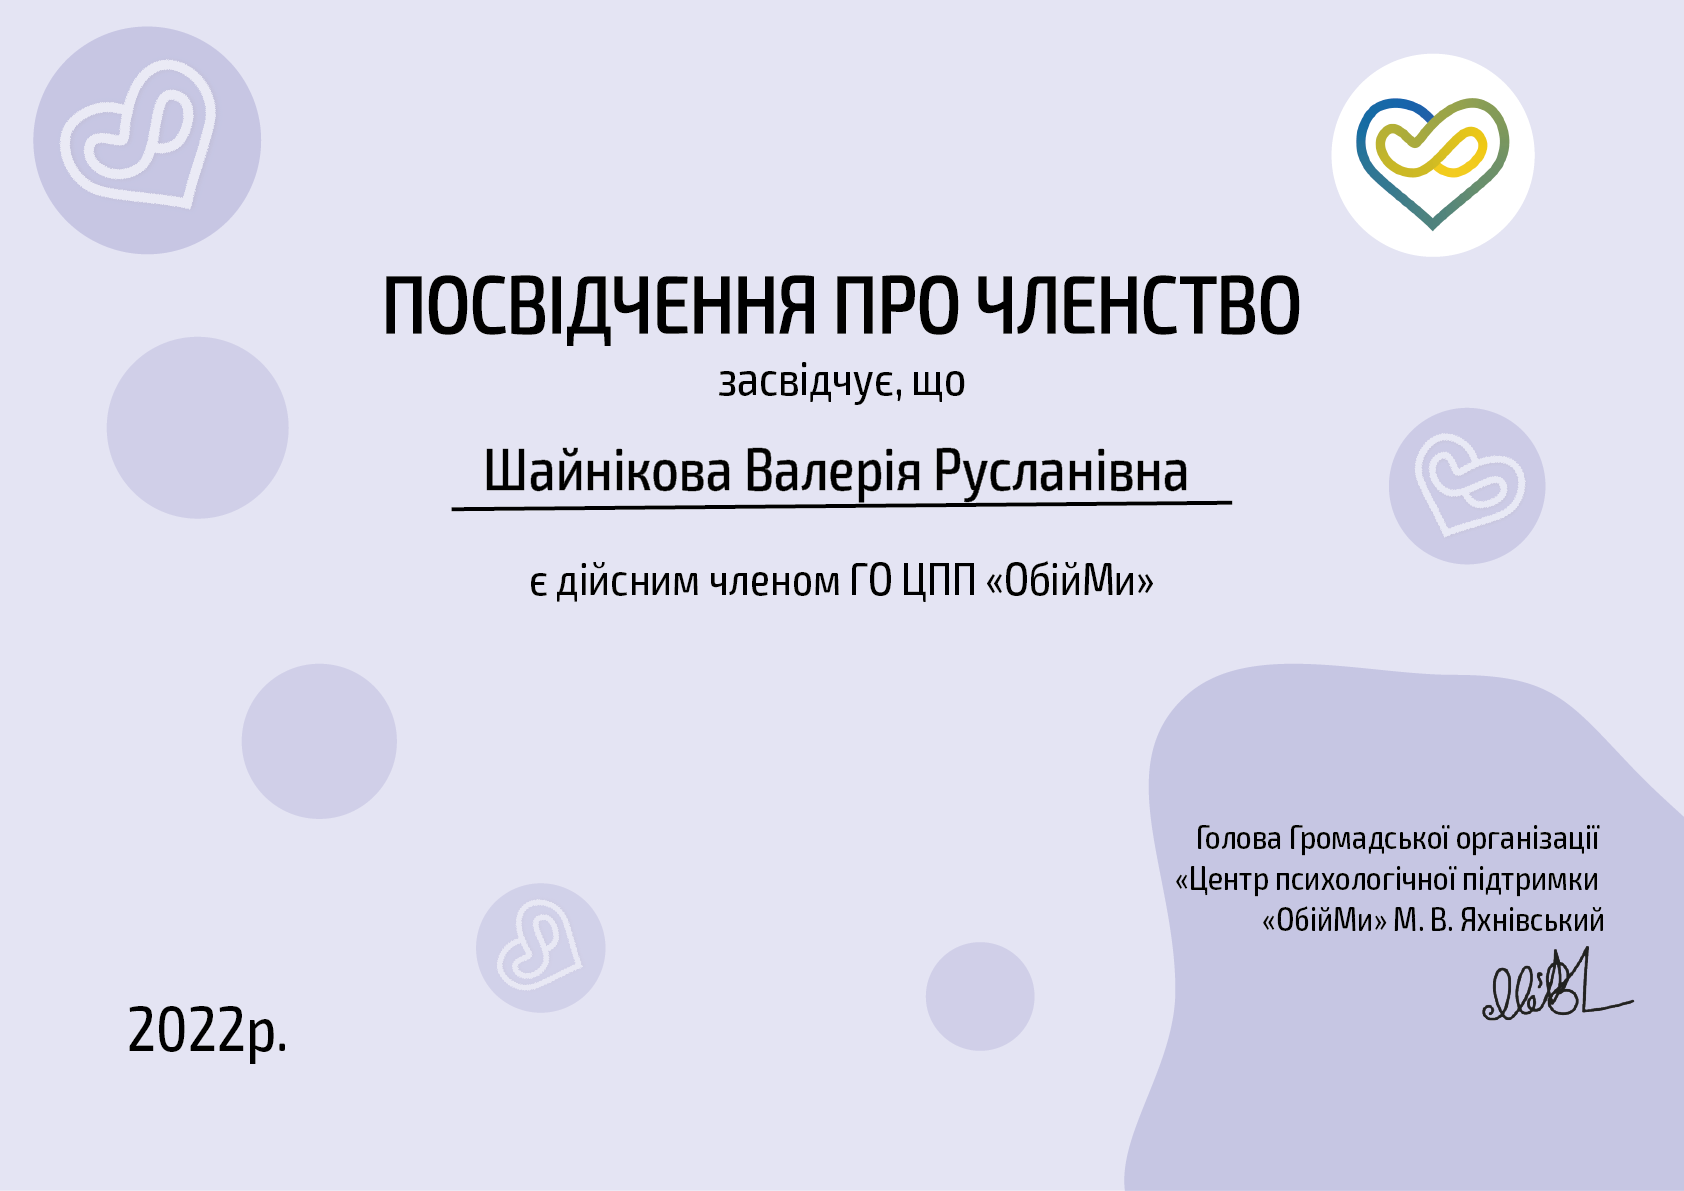 ПОСВІДЧЕННЯ ПРО ЧЛЕНСТВО
засвідчує, що
Шайнікова Валерія Русланівна
є дійсним членом ГО ЦПП «ОбійМи»
Голова Громадської організації
«Центр психологічної підтримки
«ОбійМи» М. В. Яхнівський
2022р.